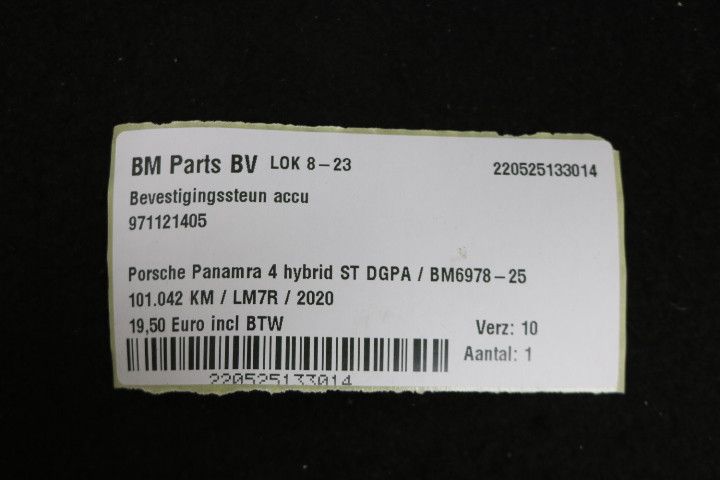 BM Parts BV LOK 8-23 220525133014
Bevestigingssteun accu
971121405
Porsche Panamra 4 hybrid ST DGPA / BM6978-25
101.042 KM / LM7R / 2020
19,50 Euro incl BTW Verz: 10
Aantal: 1
220525133014